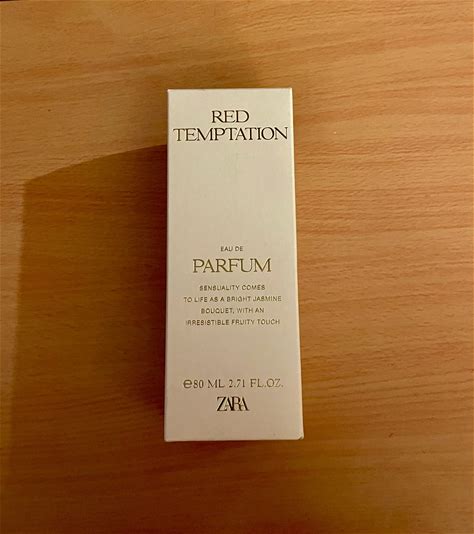 RED
TEMPTATION
EAU DE
PARFUM
SENSUALITY COMES
TO LIFE AS A BRIGHT JASMINE
BOUQUET, WITH AN
IRRESISTIBLE FRUITY TOUCH
℮80 ML 2.71 FL.OZ.
ZARA